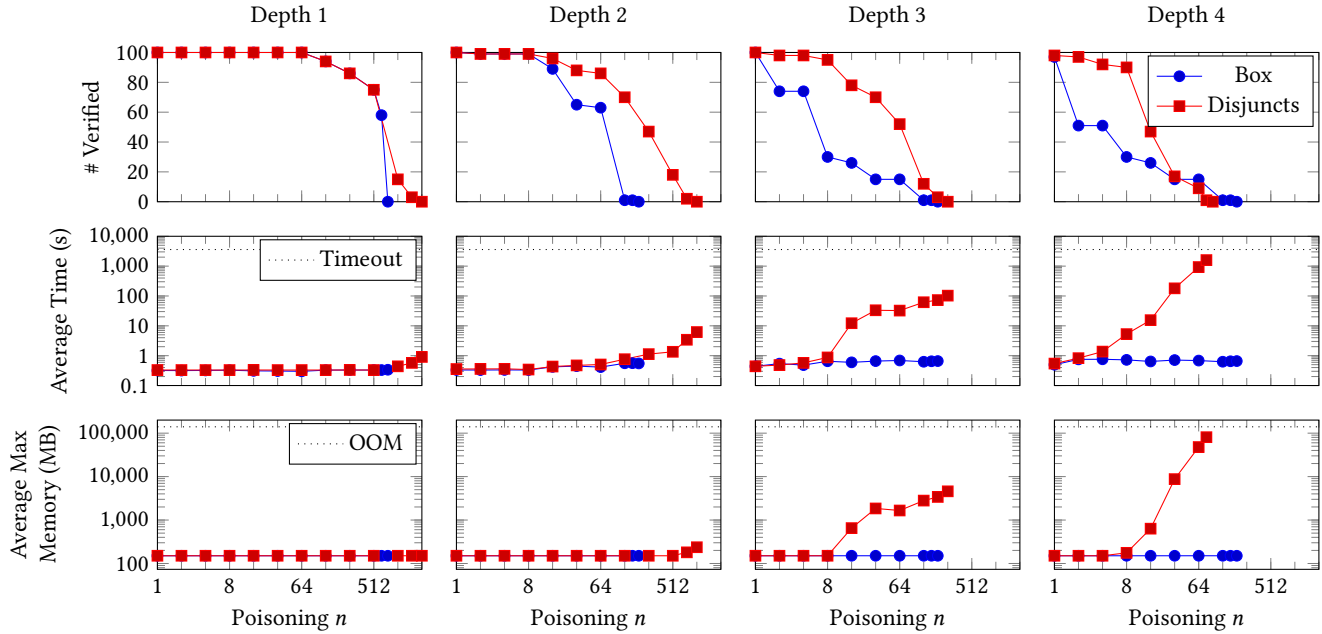 Depth 1
Depth 2
Depth 3
Depth 4
# Verified
100
80
60
40
20
0
Box
Disjuncts
Average Time (s)
10,000
1,000
100
10
1
0.1
Timeout
Average Max
Memory (MB)
100,000
10,000
1,000
100
OOM
1 8 64 512
1 8 64 512
1 8 64 512
1 8 64 512
Poisoning n
Poisoning n
Poisoning n
Poisoning n